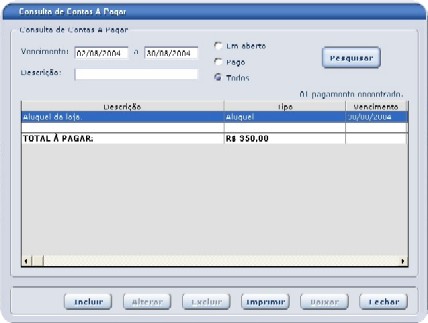 Consulta de Contas A Pagar
Consulta de Contas A Pagar
Vencimento: 02/08/2004 a 30/08/2004
Em aberto
Pago
Descrição:
Todos
Pesquisar
01 pagamento encontrado.
Descrição Tipo Vencimento
Aluguel da loja Aluguel 30/08/2004
TOTAL À PAGAR: R$ 350,00
Incluir Alterar Excluir Imprimir Baixar Fechar